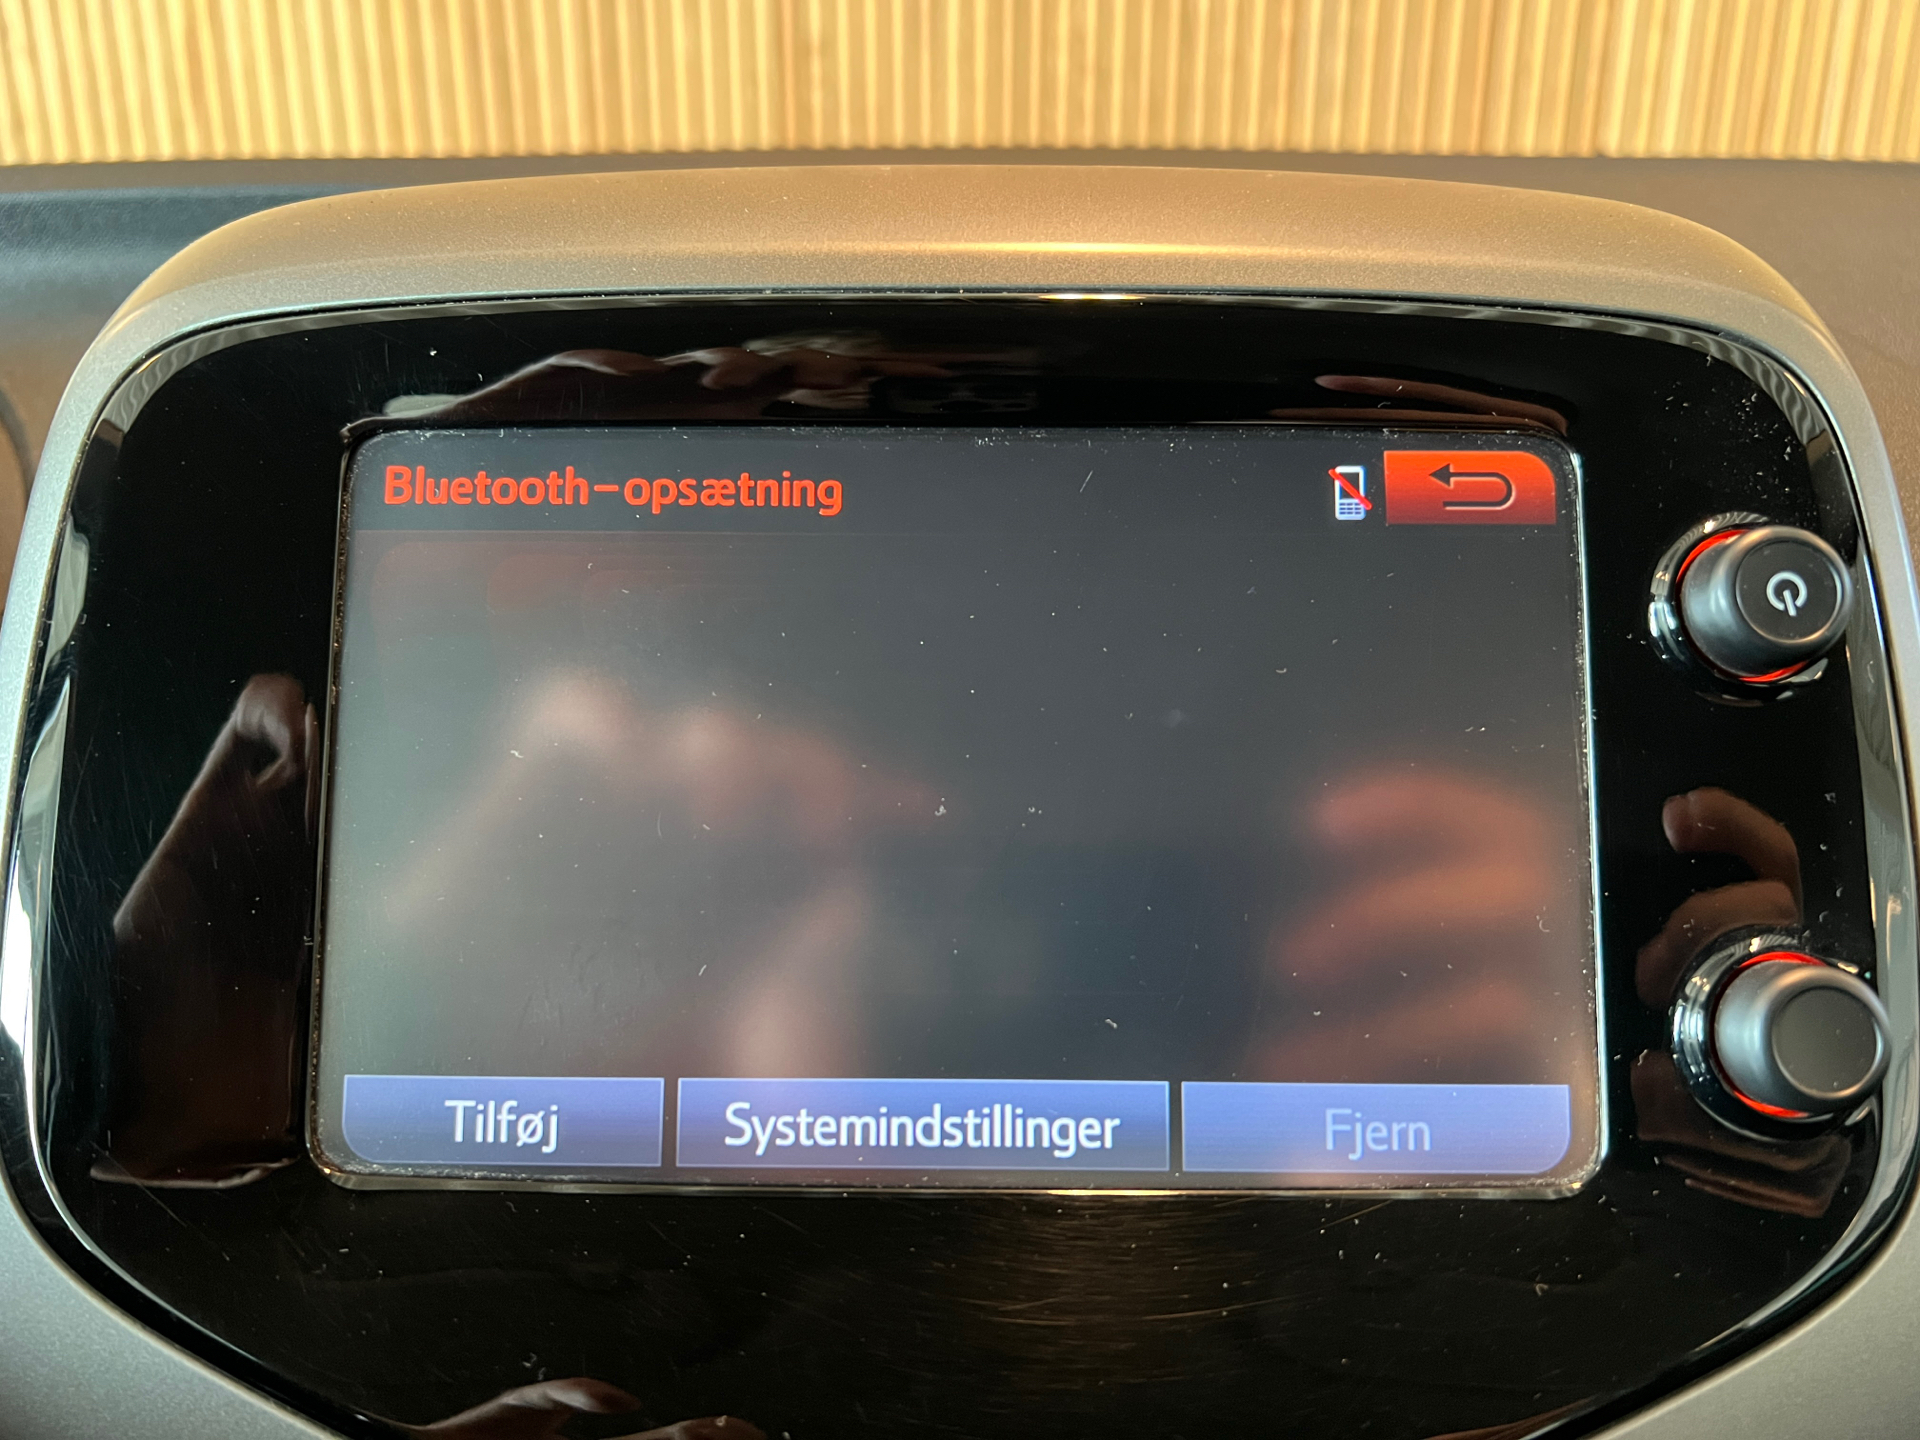 Bluetooth-opsætning
Tilføj
Systemindstillinger
Fjern